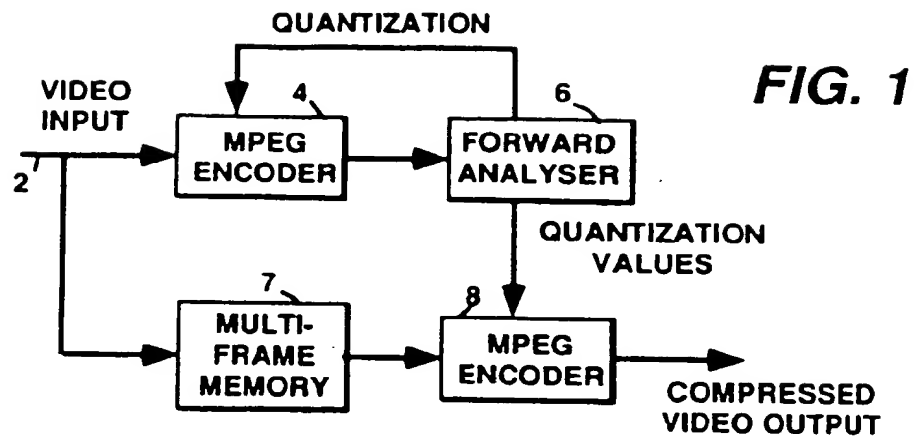 QUANTIZATION
FIG. 1
VIDEO
INPUT
4
6
MPEG
ENCODER
FORWARD
ANALYSER
2
QUANTIZATION
VALUES
7
8
MULTI-
FRAME
MEMORY
MPEG
ENCODER
COMPRESSED
VIDEO OUTPUT